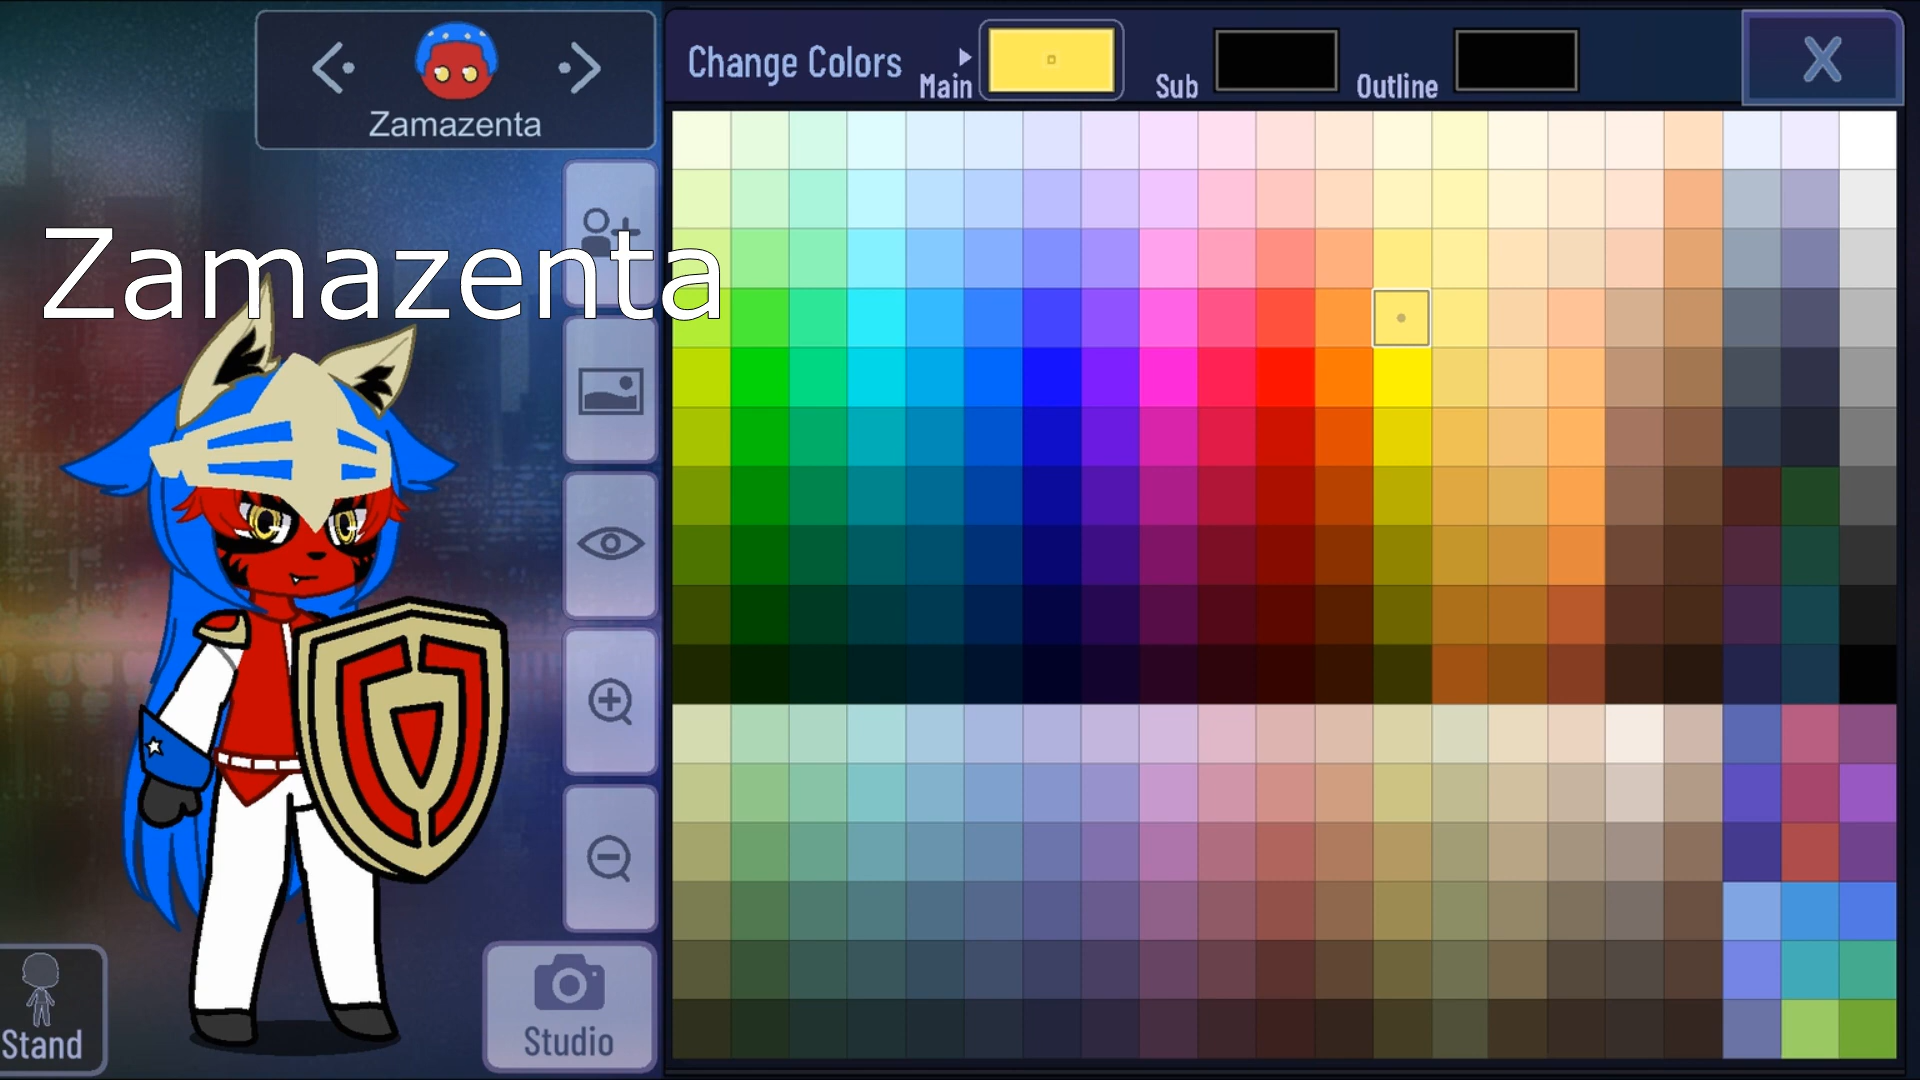 Zamazenta
Change Colors
Main
Sub
Outline
X
Zamazenta
Studio
Stand